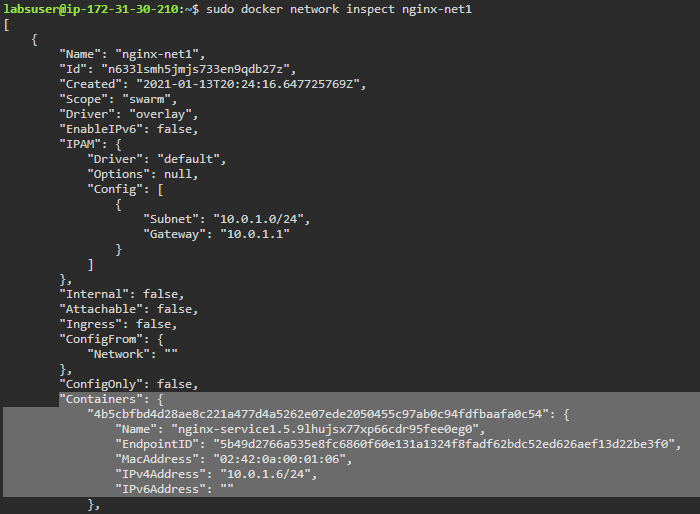 labsuser@ip-172-31-30-210:~$ sudo docker network inspect nginx-net1
[
    {
        "Name": "nginx-net1",
        "Id": "n633lsmh5jmjs733en9qdb27z",
        "Created": "2021-01-13T20:24:16.647725769Z",
        "Scope": "swarm",
        "Driver": "overlay",
        "EnableIPv6": false,
        "IPAM": {
            "Driver": "default",
            "Options": null,
            "Config": [
                {
                    "Subnet": "10.0.1.0/24",
                    "Gateway": "10.0.1.1"
                }
            ]
        },
        "Internal": false,
        "Attachable": false,
        "Ingress": false,
        "ConfigFrom": {
            "Network": ""
        },
        "ConfigOnly": false,
        "Containers": {
            "4b5cbfbd4d28ae8c221a477d4a5262e07ede2050455c97ab0c94fdfbaafa0c54": {
                "Name": "nginx-service1.5.9lhujsx77xp66cdr95fee0eg0",
                "EndpointID": "5b49d2766a535e8fc6860f60e131a1324f8fadf62bdc52ed626aef13d22be3f0",
                "MacAddress": "02:42:0a:00:01:06",
                "IPv4Address": "10.0.1.6/24",
                "IPv6Address": ""
            },